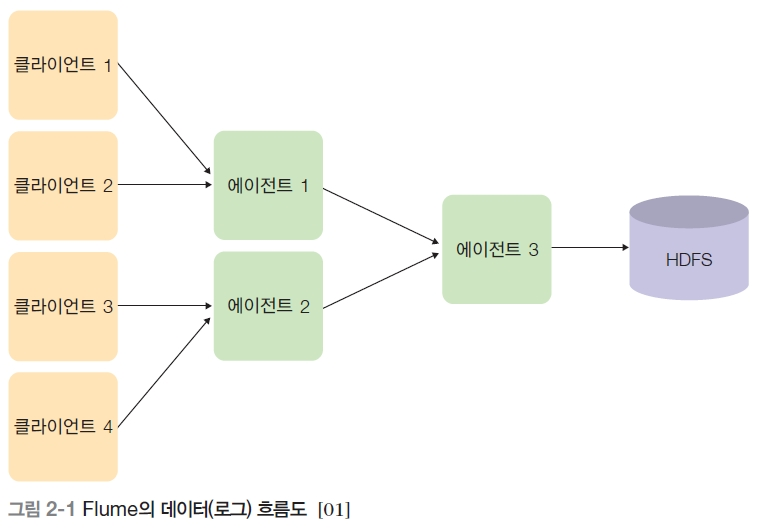 클라이언트 1
클라이언트 2
클라이언트 3
클라이언트 4
에이전트 1
에이전트 2
에이전트 3
HDFS
그림 2-1 Flume의 데이터(로그) 흐름도 [01]